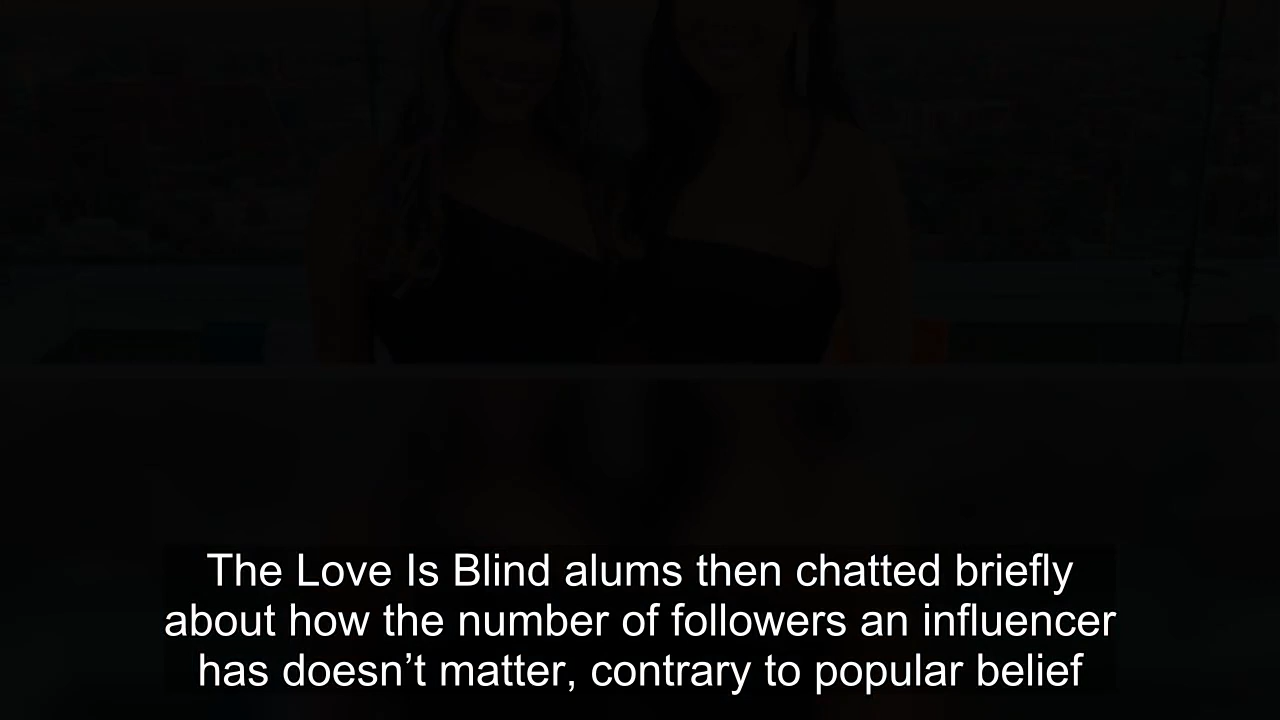 The Love Is Blind alums then chatted briefly
about how the number of followers an influencer
has doesn’t matter, contrary to popular belief